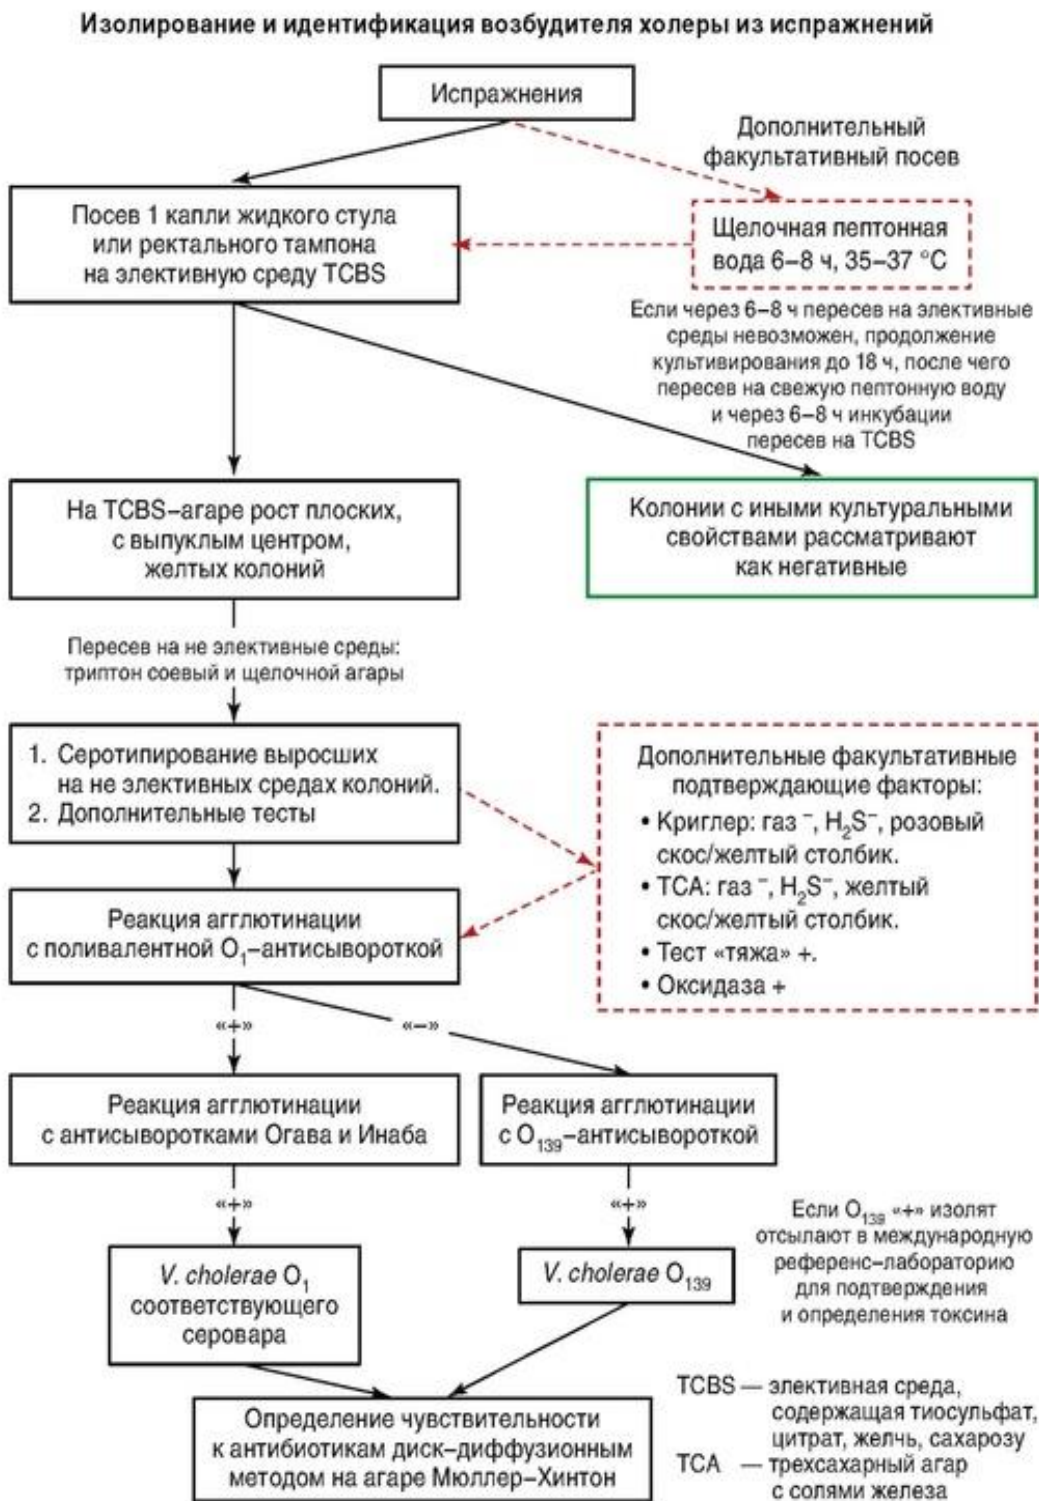 Изолирование и идентификация возбудителя холеры из испражнений
Испражнения
Дополнительный
факультативный посев
Посев 1 капли жидкого стула
или ректального тампона
на элективную среду TCBS
Щелочная пептонная
вода 6–8 ч, 35–37 °C
Если через 6–8 ч пересев на элективные
среды невозможен, продолжение
культивирования до 18 ч, после чего
пересев на свежую пептонную воду
и через 6–8 ч инкубации
пересев на TCBS
На TCBS–агаре рост плоских,
с выпуклым центром,
желтых колоний
Колонии с иными культуральными
свойствами рассматривают
как негативные
Пересев на не элективные среды:
триптон соевый и щелочной агары
1. Серотипирование выросших
на не элективных средах колоний.
2. Дополнительные тесты
Дополнительные факультативные
подтверждающие факторы:
• Криглер: газ ⁻, H₂S⁻, розовый
скос/желтый столбик.
• TCA: газ ⁻, H₂S⁻, желтый
скос/желтый столбик.
• Тест «тяжа» +.
• Оксидаза +
Реакция агглютинации
с поливалентной O₁–антисывороткой
«+»
«–»
Реакция агглютинации
с антисыворотками Огава и Инаба
Реакция агглютинации
с O₁₃₉–антисывороткой
«+»
«+»
Если O₁₃₉ «+» изолят
отсылают в международную
референс–лабораторию
для подтверждения
и определения токсина
V. cholerae O₁
соответствующего
серовара
V. cholerae O₁₃₉
Определение чувствительности
к антибиотикам диск–диффузионным
методом на агаре Мюллер–Хинтон
TCBS — элективная среда,
содержащая тиосульфат,
цитрат, желчь, сахарозу
TCA — трехсахарный агар
с солями железа